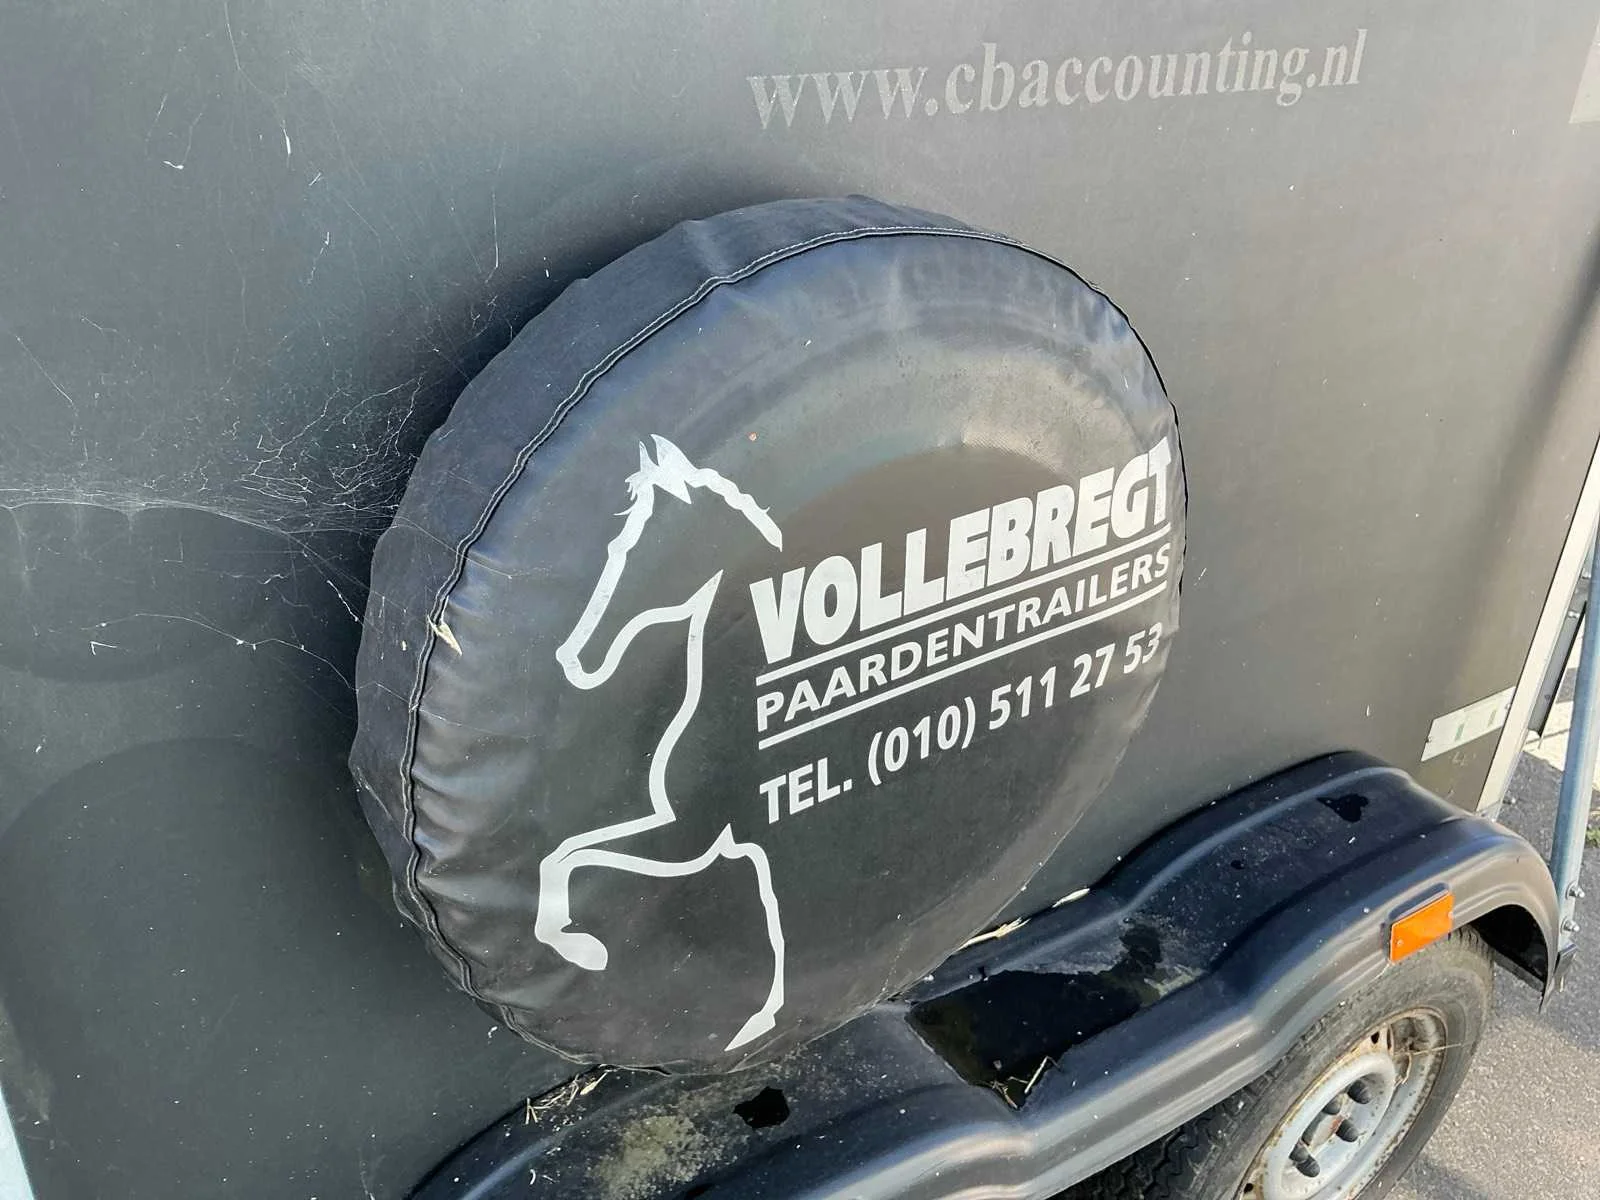 www.cbaccounting.nl
VOLLEBREGT
PAARDENTRAILERS
TEL. (010) 511 27 53